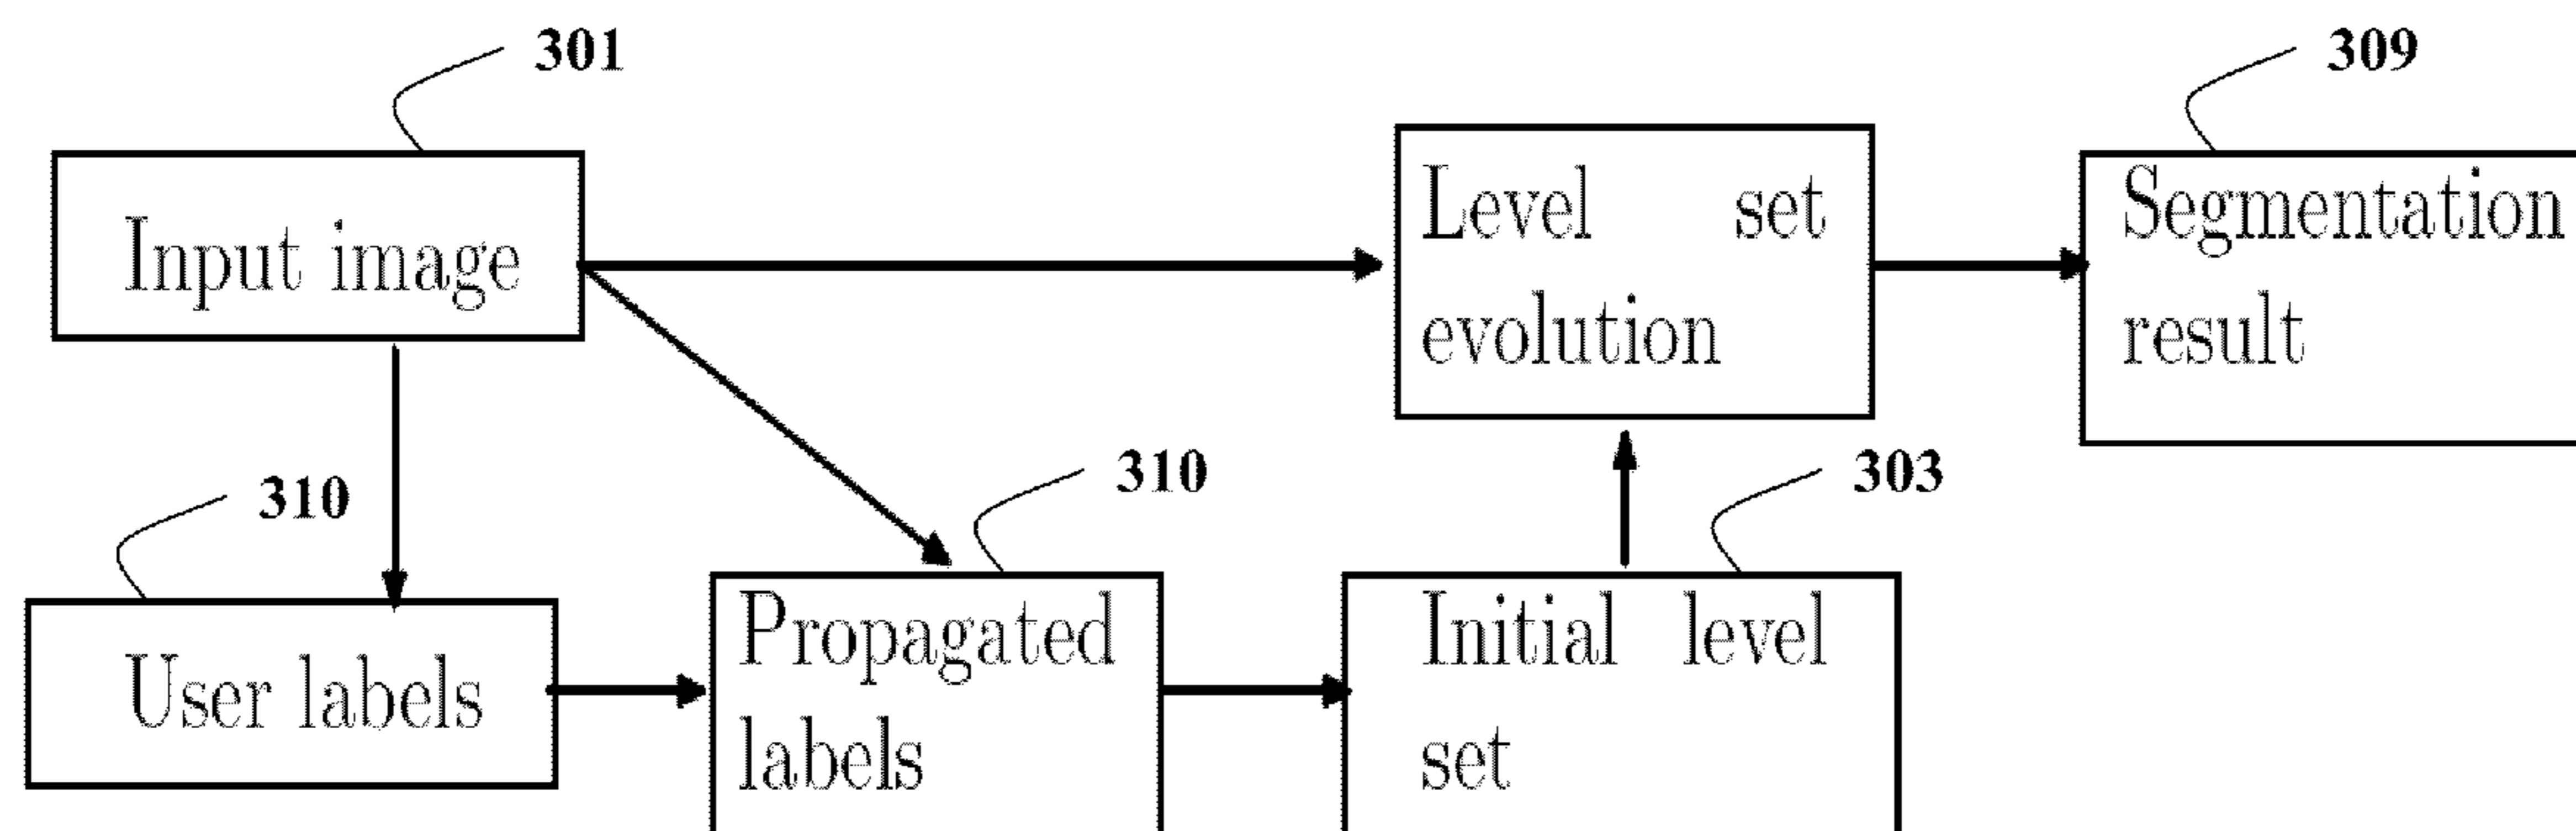 301
309
Input image
Level set
evolution
Segmentation
result
310
310
303
User labels
Propagated
labels
Initial level
set